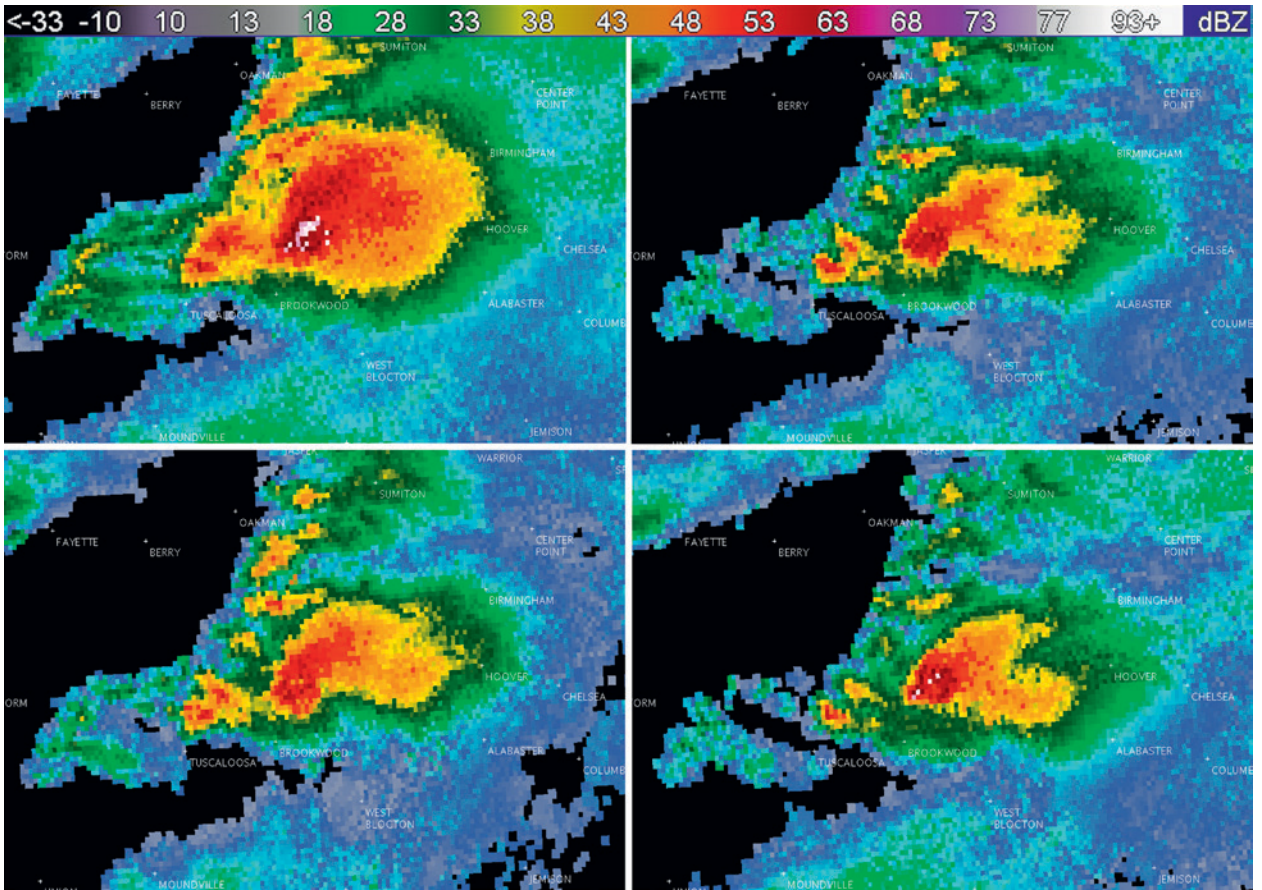 <-33 -10 10 13 18 28 33 38 43 48 53 63 68 73 77 93+ dBZ
SUMITON
OAKMAN
FAYETTE
BERRY
CENTER
POINT
BIRMINGHAM
HOOVER
CHELSEA
ORM
BROOKWOOD
ALABASTER
TUSCALOOSA
COLUMB
WEST
BLOCTON
MOUNDVILLE
JEMISON
SUMITON
OAKMAN
FAYETTE
BERRY
CENTER
POINT
BIRMINGHAM
HOOVER
CHELSEA
BROOKWOOD
ALABASTER
TUSCALOOSA
COLUM
WEST
BLOCTON
MOUNDVILLE
JEMISON
WARRIOR
SUMITON
OAKMAN
FAYETTE
BERRY
CENTER
POINT
BIRMINGHAM
HOOVER
CHELSEA
ORM
BROOKWOOD
ALABASTER
TUSCALOOSA
COLUMB
WEST
BLOCTON
MOUNDVILLE
JEMISON
WARRIOR
SUMITON
OAKMAN
FAYETTE
BERRY
CENTER
POINT
BIRMINGHAM
HOOVER
CHELSEA
BROOKWOOD
ALABASTER
TUSCALOOSA
COLUM
WEST
BLOCTON
MOUNDVILLE
JEMISON